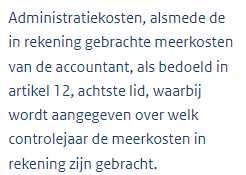 Administratiekosten, alsmede de
in rekening gebrachte meerkosten
van de accountant, als bedoeld in
artikel 12, achtste lid, waarbij
wordt aangegeven over welk
controlejaar de meerkosten in
rekening zijn gebracht.